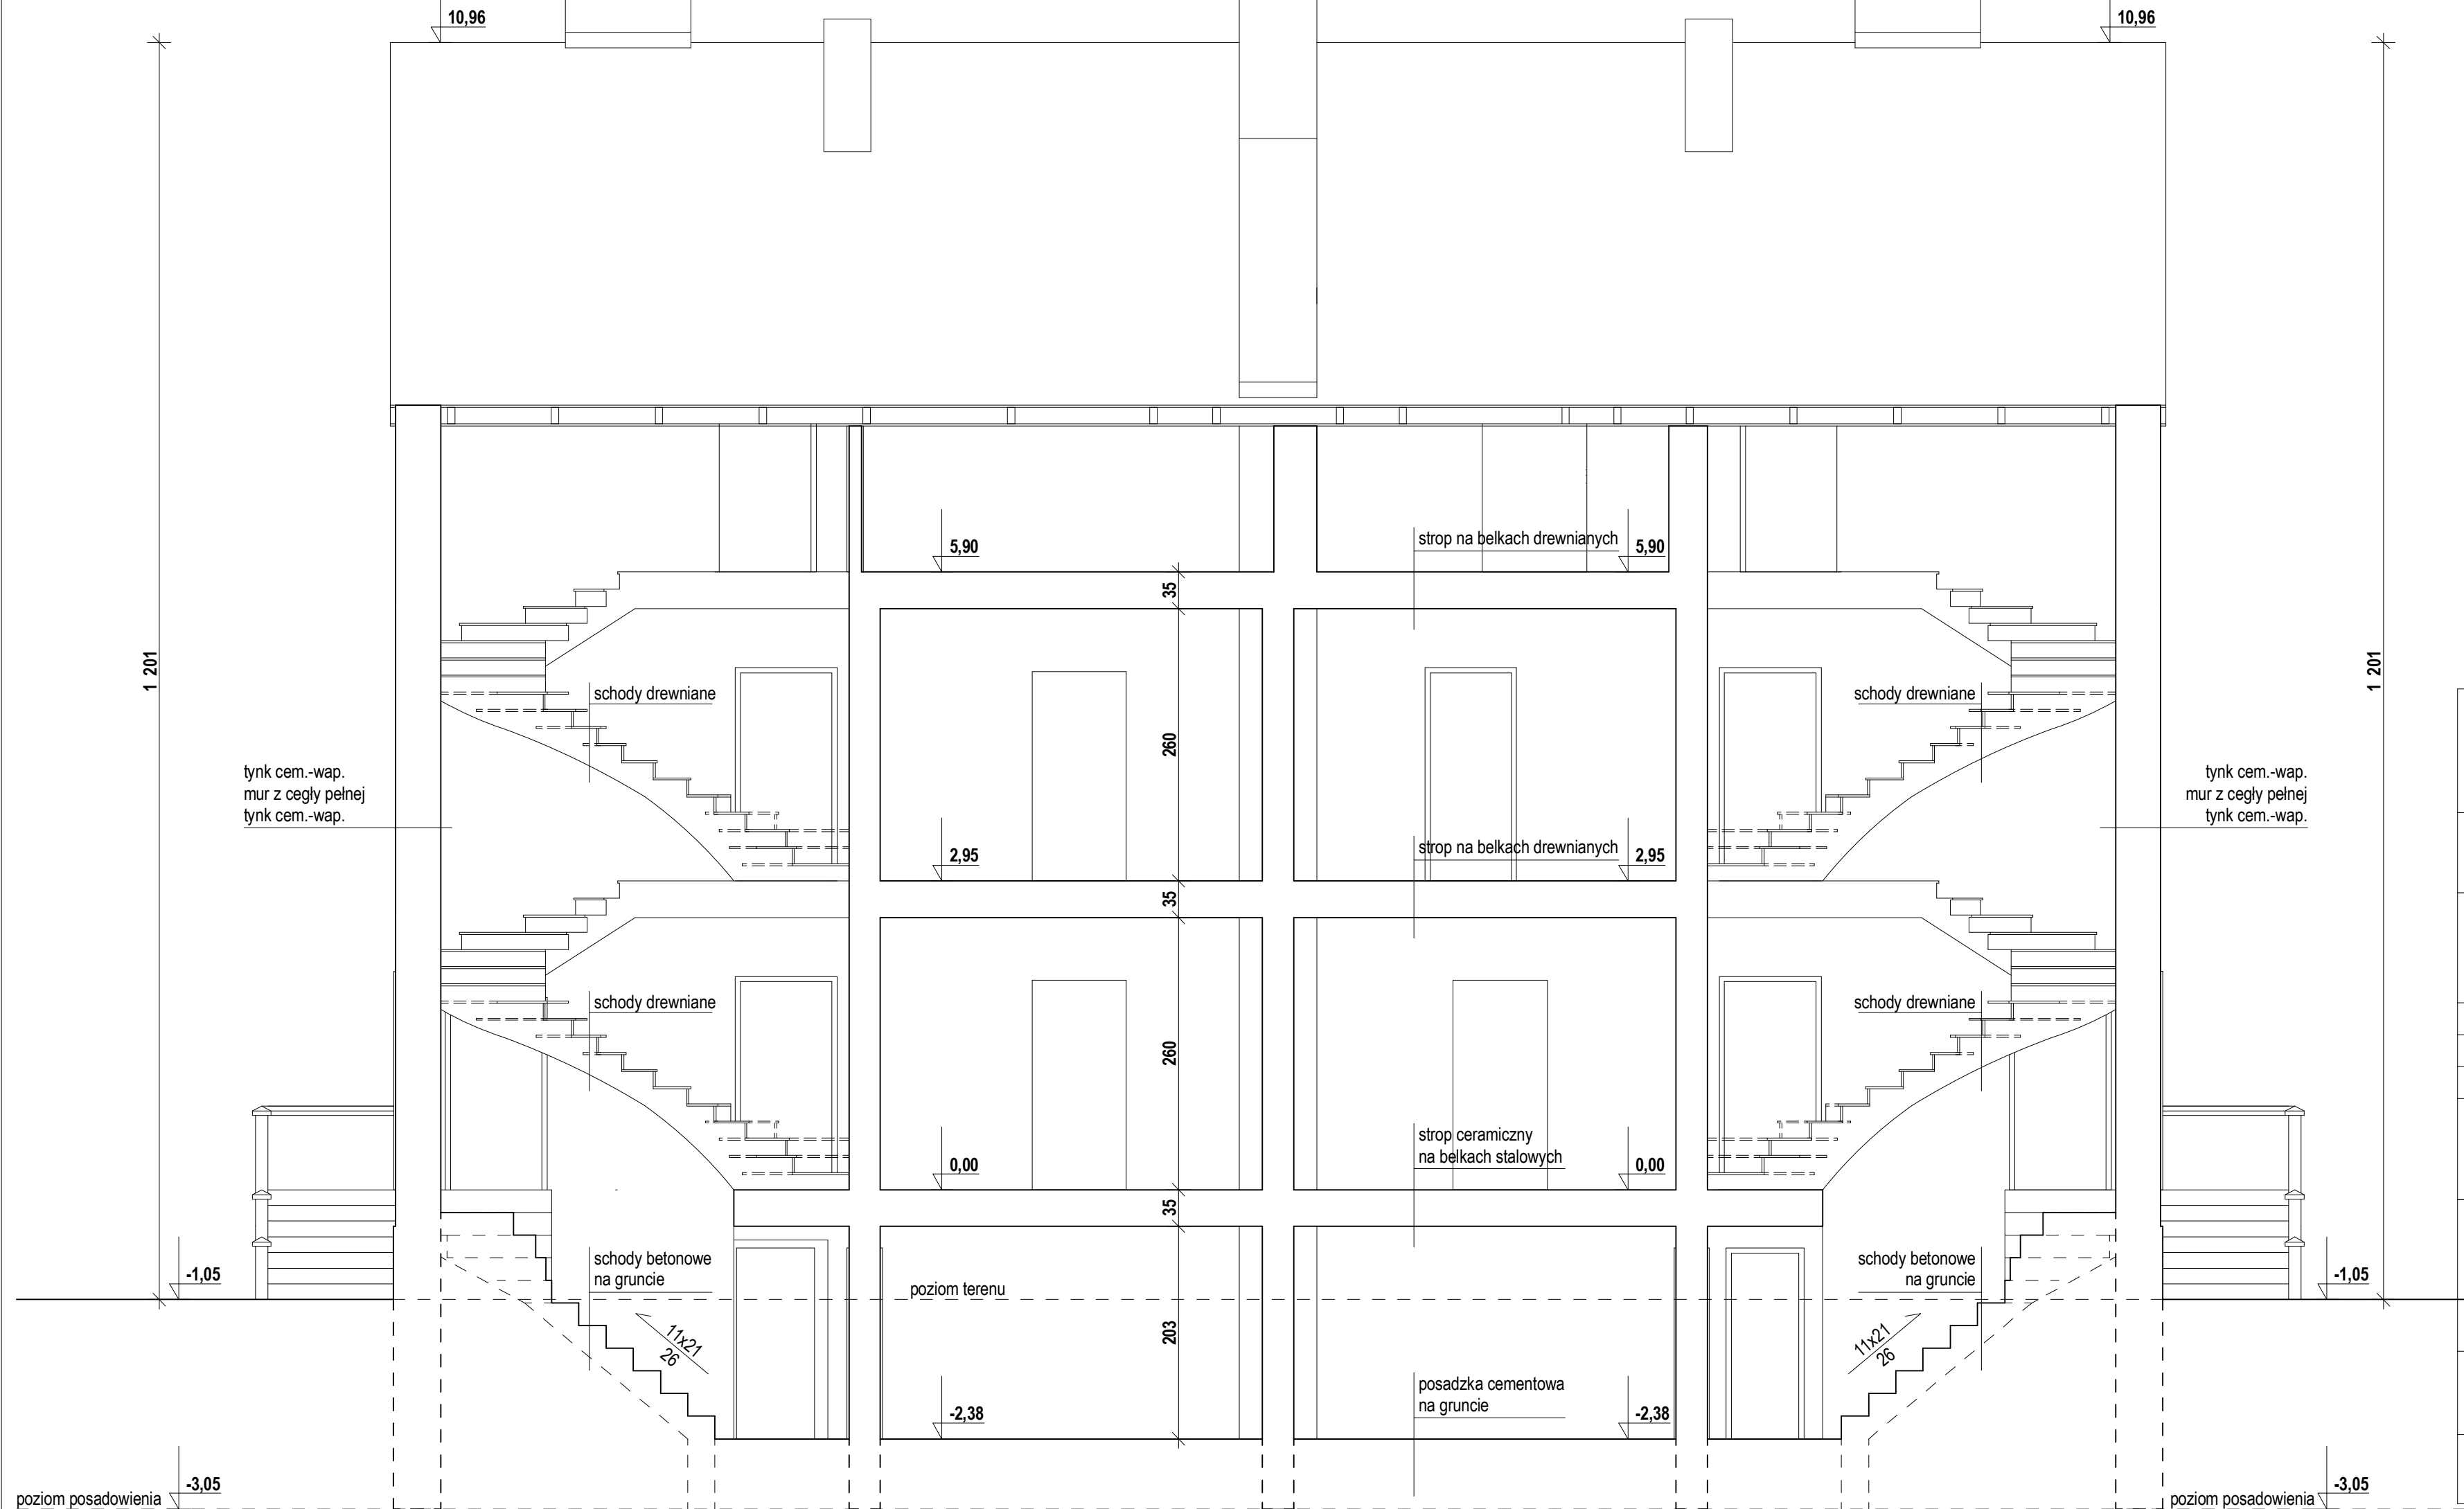 10,96
10,96
5,90
strop na belkach drewnianych
5,90
35
1 201
1 201
schody drewniane
schody drewniane
260
tynk cem.-wap.
mur z cegły pełnej
tynk cem.-wap.
tynk cem.-wap.
mur z cegły pełnej
tynk cem.-wap.
2,95
strop na belkach drewnianych
2,95
35
schody drewniane
schody drewniane
260
0,00
strop ceramiczny
na belkach stalowych
0,00
35
-1,05
schody betonowe
na gruncie
poziom terenu
schody betonowe
na gruncie
-1,05
11x21
26
203
11x21
26
-2,38
posadzka cementowa
na gruncie
-2,38
poziom posadowienia
-3,05
poziom posadowienia
-3,05